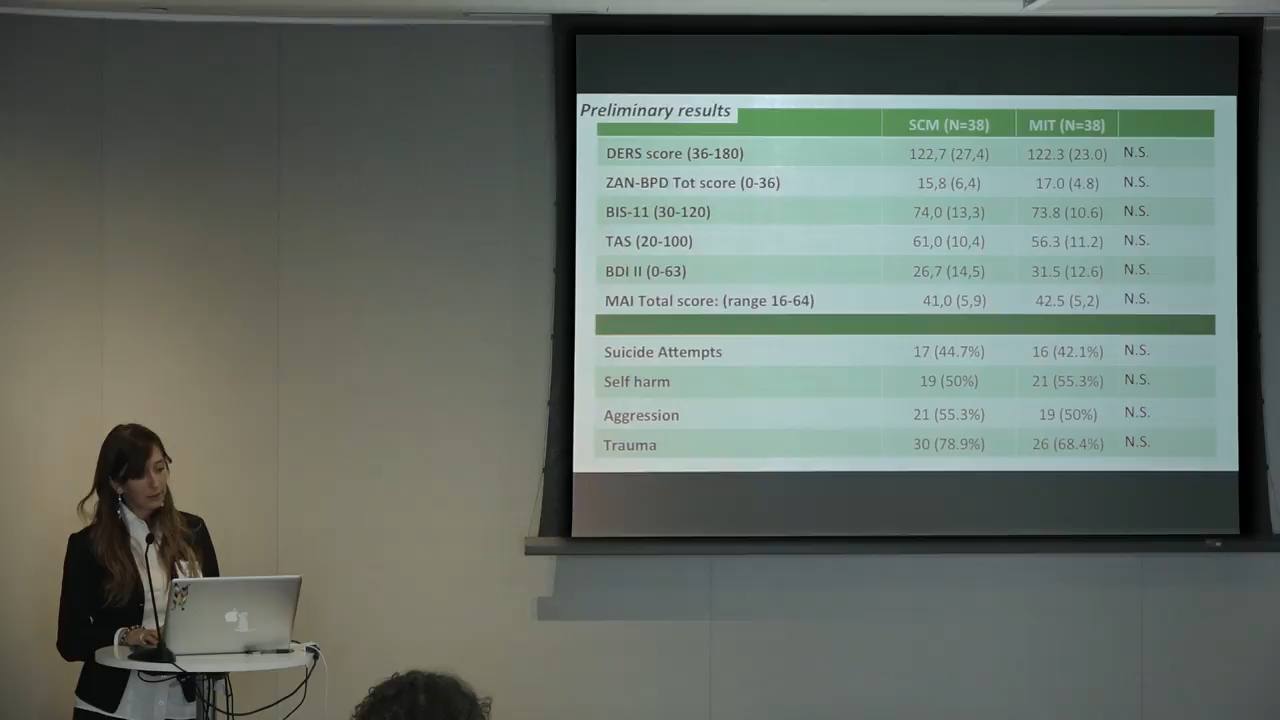 Preliminary results
SCM (N=38) MIT (N=38)
DERS score (36-180) 122,7 (27,4) 122.3 (23.0) N.S.
ZAN-BPD Tot score (0-36) 15,8 (6,4) 17.0 (4.8) N.S.
BIS-11 (30-120) 74,0 (13,3) 73.8 (10.6) N.S.
TAS (20-100) 61,0 (10,4) 56.3 (11.2) N.S.
BDI II (0-63) 26,7 (14,5) 31.5 (12.6) N.S.
MAI Total score: (range 16-64) 41,0 (5,9) 42.5 (5,2) N.S.
Suicide Attempts 17 (44.7%) 16 (42.1%) N.S.
Self harm 19 (50%) 21 (55.3%) N.S.
Aggression 21 (55.3%) 19 (50%) N.S.
Trauma 30 (78.9%) 26 (68.4%) N.S.